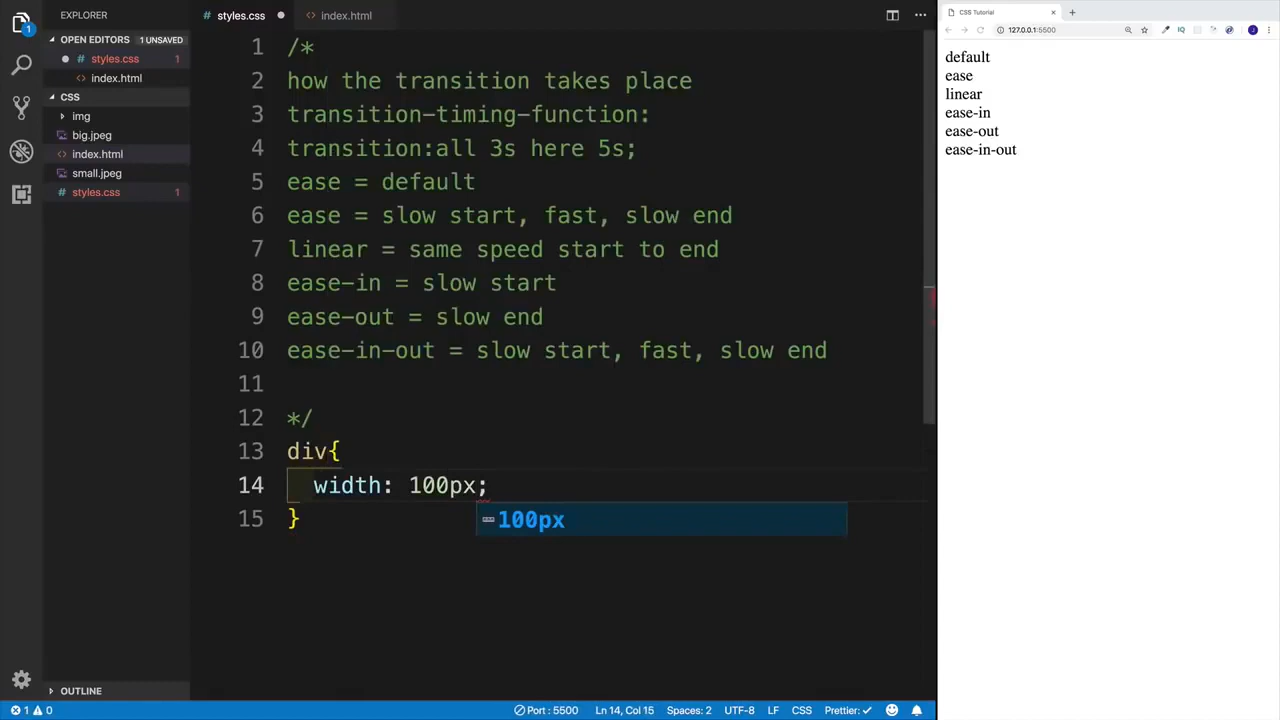 EXPLORER
OPEN EDITORS 1 UNSAVED
styles.css 1
index.html
CSS
img
big.jpeg
index.html
small.jpeg
styles.css 1
OUTLINE
styles.css
index.html
1 /*
2 how the transition takes place
3 transition-timing-function:
4 transition:all 3s here 5s;
5 ease = default
6 ease = slow start, fast, slow end
7 linear = same speed start to end
8 ease-in = slow start
9 ease-out = slow end
10 ease-in-out = slow start, fast, slow end
11
12 */
13 div{
14 width: 100px;
15 }
100px
1 0
Port : 5500
Ln 14, Col 15
Spaces: 2
UTF-8
LF
CSS
Prettier:
1
CSS Tutorial
127.0.0.1:5500
IQ
J
default
ease
linear
ease-in
ease-out
ease-in-out